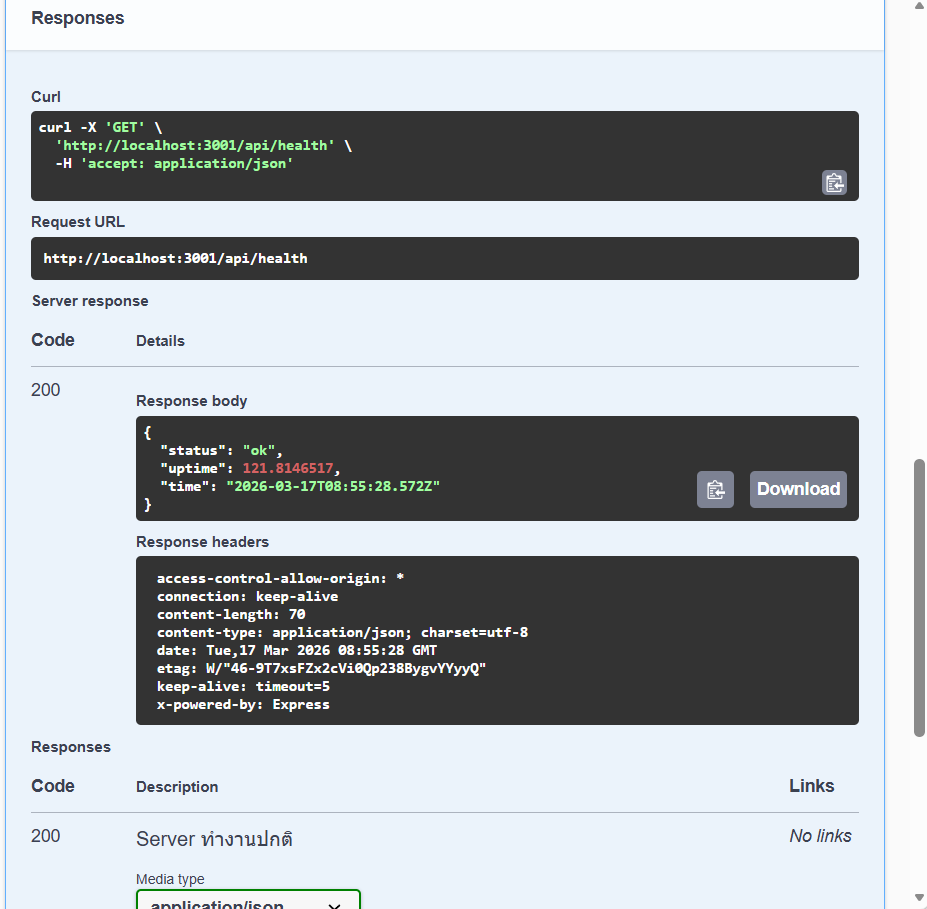 Responses
Curl
curl -X 'GET' \
  'http://localhost:3001/api/health' \
  -H 'accept: application/json'
Request URL
http://localhost:3001/api/health
Server response
Code Details
200
Response body
{
  "status": "ok",
  "uptime": 121.8146517,
  "time": "2026-03-17T08:55:28.572Z"
}
Download
Response headers
access-control-allow-origin: *
connection: keep-alive
content-length: 70
content-type: application/json; charset=utf-8
date: Tue,17 Mar 2026 08:55:28 GMT
etag: W/"46-9T7xsFZx2cVi0Qp238BygvYYyyQ"
keep-alive: timeout=5
x-powered-by: Express
Responses
Code Description Links
200 Server ทำงานปกติ No links
Media type
application/json